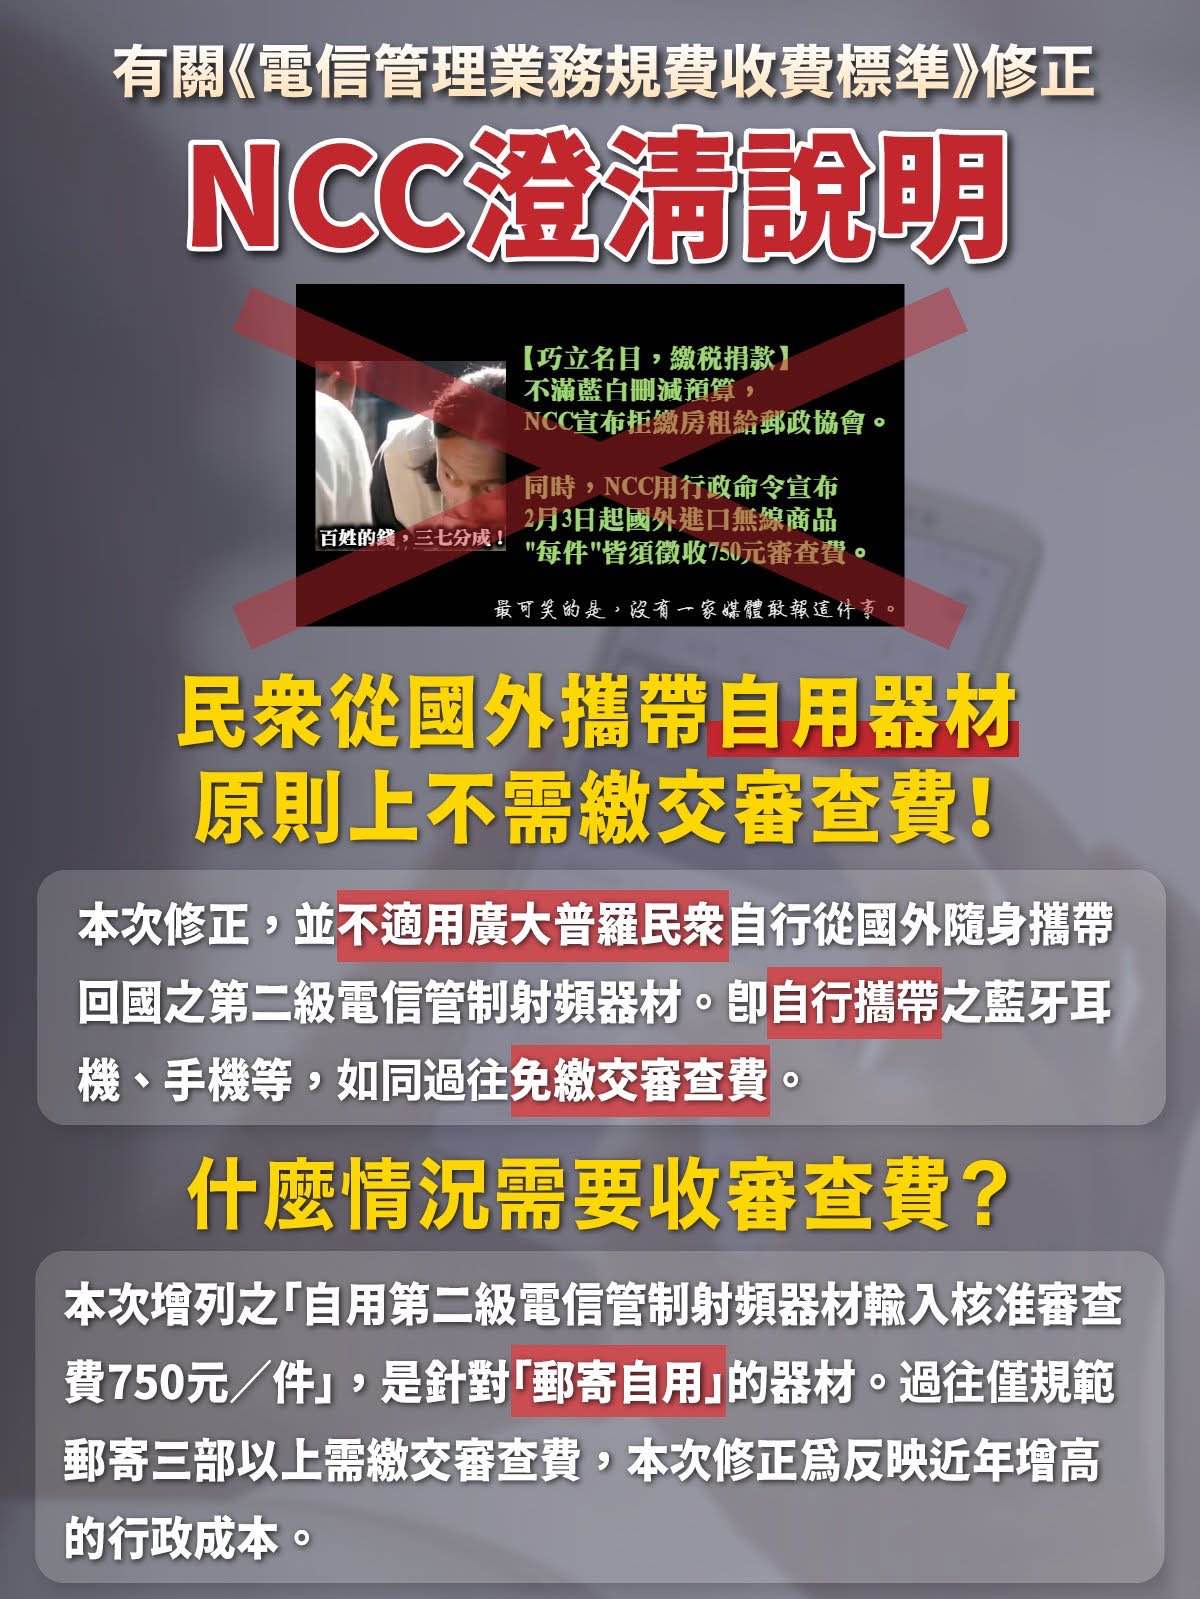 有關《電信管理業務規費收費標準》修正
NCC澄清說明
【巧立名目，繳稅捐款】
不滿藍白刪減預算，
NCC宣布拒繳房租給郵政協會。
同時，NCC用行政命令宣布
2月3日起國外進口無線商品
"每件"皆須徵收750元審查費。
百姓的錢，三七分成！
最可笑的是，沒有一家媒體敢報這件事。
民眾從國外攜帶自用器材
原則上不需繳交審查費！
本次修正，並不適用廣大普羅民眾自行從國外隨身攜帶
回國之第二級電信管制射頻器材。即自行攜帶之藍牙耳
機、手機等，如同過往免繳交審查費。
什麼情況需要收審查費？
本次增列之「自用第二級電信管制射頻器材輸入核准審查
費750元／件」，是針對「郵寄自用」的器材。過往僅規範
郵寄三部以上需繳交審查費，本次修正為反映近年增高
的行政成本。